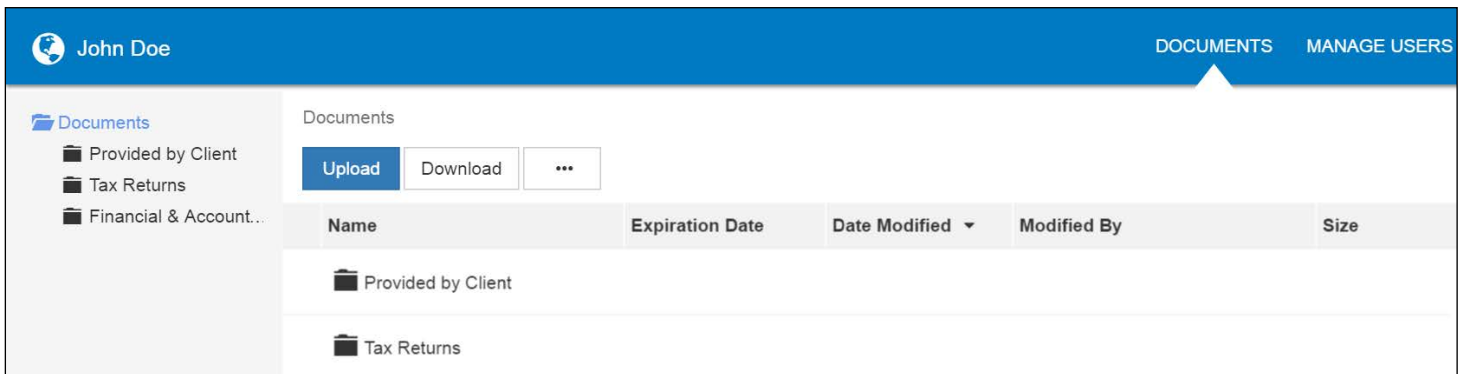 John Doe
DOCUMENTS MANAGE USERS
Documents
Provided by Client
Tax Returns
Financial & Account...
Documents
Upload Download •••
Name Expiration Date Date Modified Modified By Size
Provided by Client
Tax Returns